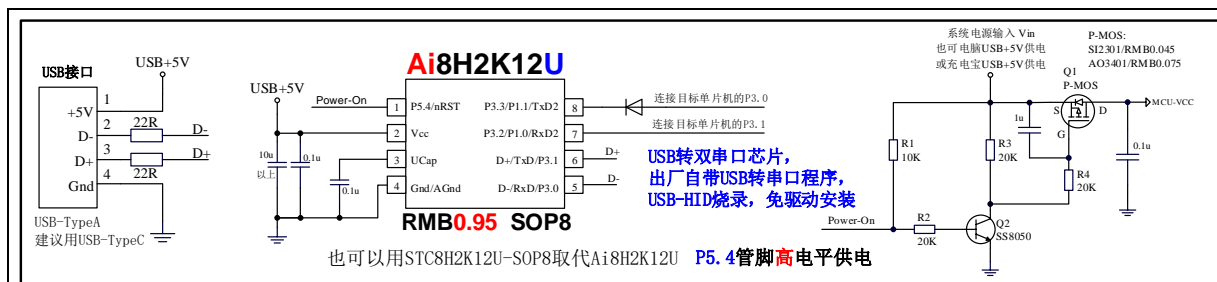 USB接口
USB+5V
1
+5V
2
22R
D-
D-
3
D+
D+
4
22R
Gnd
USB-TypeA
建议用USB-TypeC
USB+5V
10u
以上
0.1u
0.1u
Ai8H2K12U
Power-On
1
P5.4/nRST
P3.3/P1.1/TxD2
8
连接目标单片机的P3.0
2
Vcc
P3.2/P1.0/RxD2
7
连接目标单片机的P3.1
3
UCap
D+/TxD/P3.1
6
D+
4
Gnd/AGnd
D-/RxD/P3.0
5
D-
RMB0.95 SOP8
USB转双串口芯片,
出厂自带USB转串口程序,
USB-HID烧录, 免驱动安装
也可以用STC8H2K12U-SOP8取代Ai8H2K12U
P5.4管脚高电平供电
系统电源输入 Vin
也可电脑USB+5V供电
或充电宝USB+5V供电
P-MOS:
SI2301/RMB0.045
AO3401/RMB0.075
Q1
P-MOS
S
D
G
MCU-VCC
1u
0.1u
R1
10K
R3
20K
R4
20K
Power-On
R2
20K
Q2
SS8050